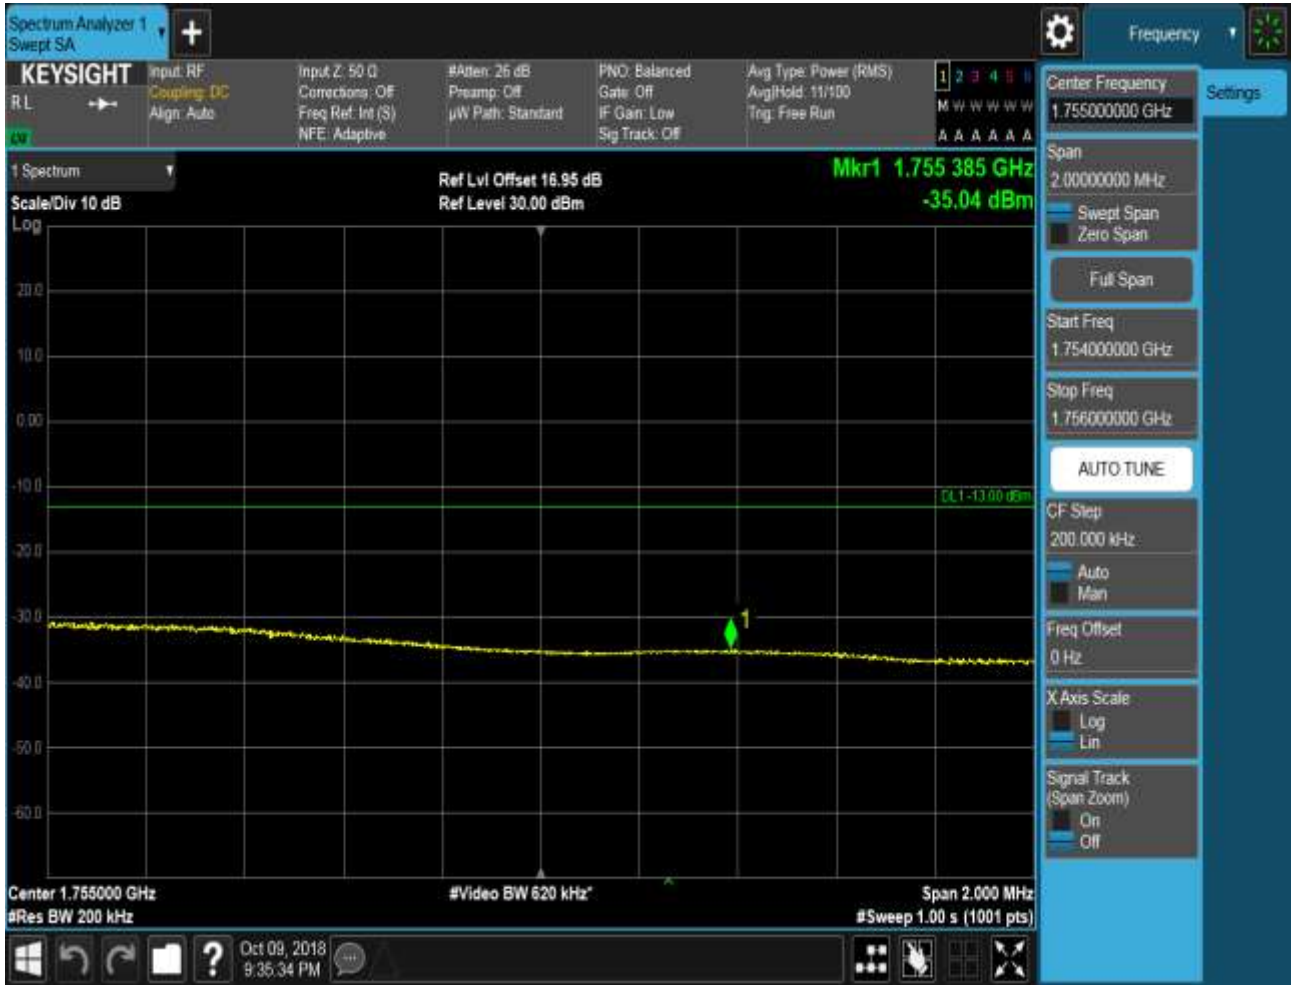 Spectrum Analyzer 1
Swept SA
+
Frequency
KEYSIGHT
R L
LW
Input: RF
Coupling: DC
Align: Auto
Input Z: 50 Ω
Corrections: Off
Freq Ref: Int (S)
NFE: Adaptive
#Atten: 26 dB
Preamp: Off
µW Path: Standard
PNO: Balanced
Gate: Off
IF Gain: Low
Sig Track: Off
Avg Type: Power (RMS)
Avg|Hold: 11/100
Trig: Free Run
1 2 3 4 5 6
M W W W W W
A A A A A A
1 Spectrum
Scale/Div 10 dB
Log
Ref Lvl Offset 16.95 dB
Ref Level 30.00 dBm
Mkr1 1.755 385 GHz
-35.04 dBm
20.0
10.0
0.00
-10.0
-20.0
-30.0
-40.0
-50.0
-60.0
DL1 -13.00 dBm
1
Center 1.755000 GHz
#Res BW 200 kHz
#Video BW 620 kHz*
Span 2.000 MHz
#Sweep 1.00 s (1001 pts)
?
Oct 09, 2018
9:35:34 PM
Center Frequency
1.755000000 GHz
Settings
Span
2.00000000 MHz
Swept Span
Zero Span
Full Span
Start Freq
1.754000000 GHz
Stop Freq
1.756000000 GHz
AUTO TUNE
CF Step
200.000 kHz
Auto
Man
Freq Offset
0 Hz
X Axis Scale
Log
Lin
Signal Track
(Span Zoom)
On
Off